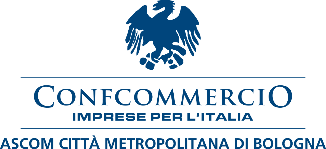 CONFCOMMERCIO
IMPRESE PER L'ITALIA
ASCOM CITTÀ METROPOLITANA DI BOLOGNA